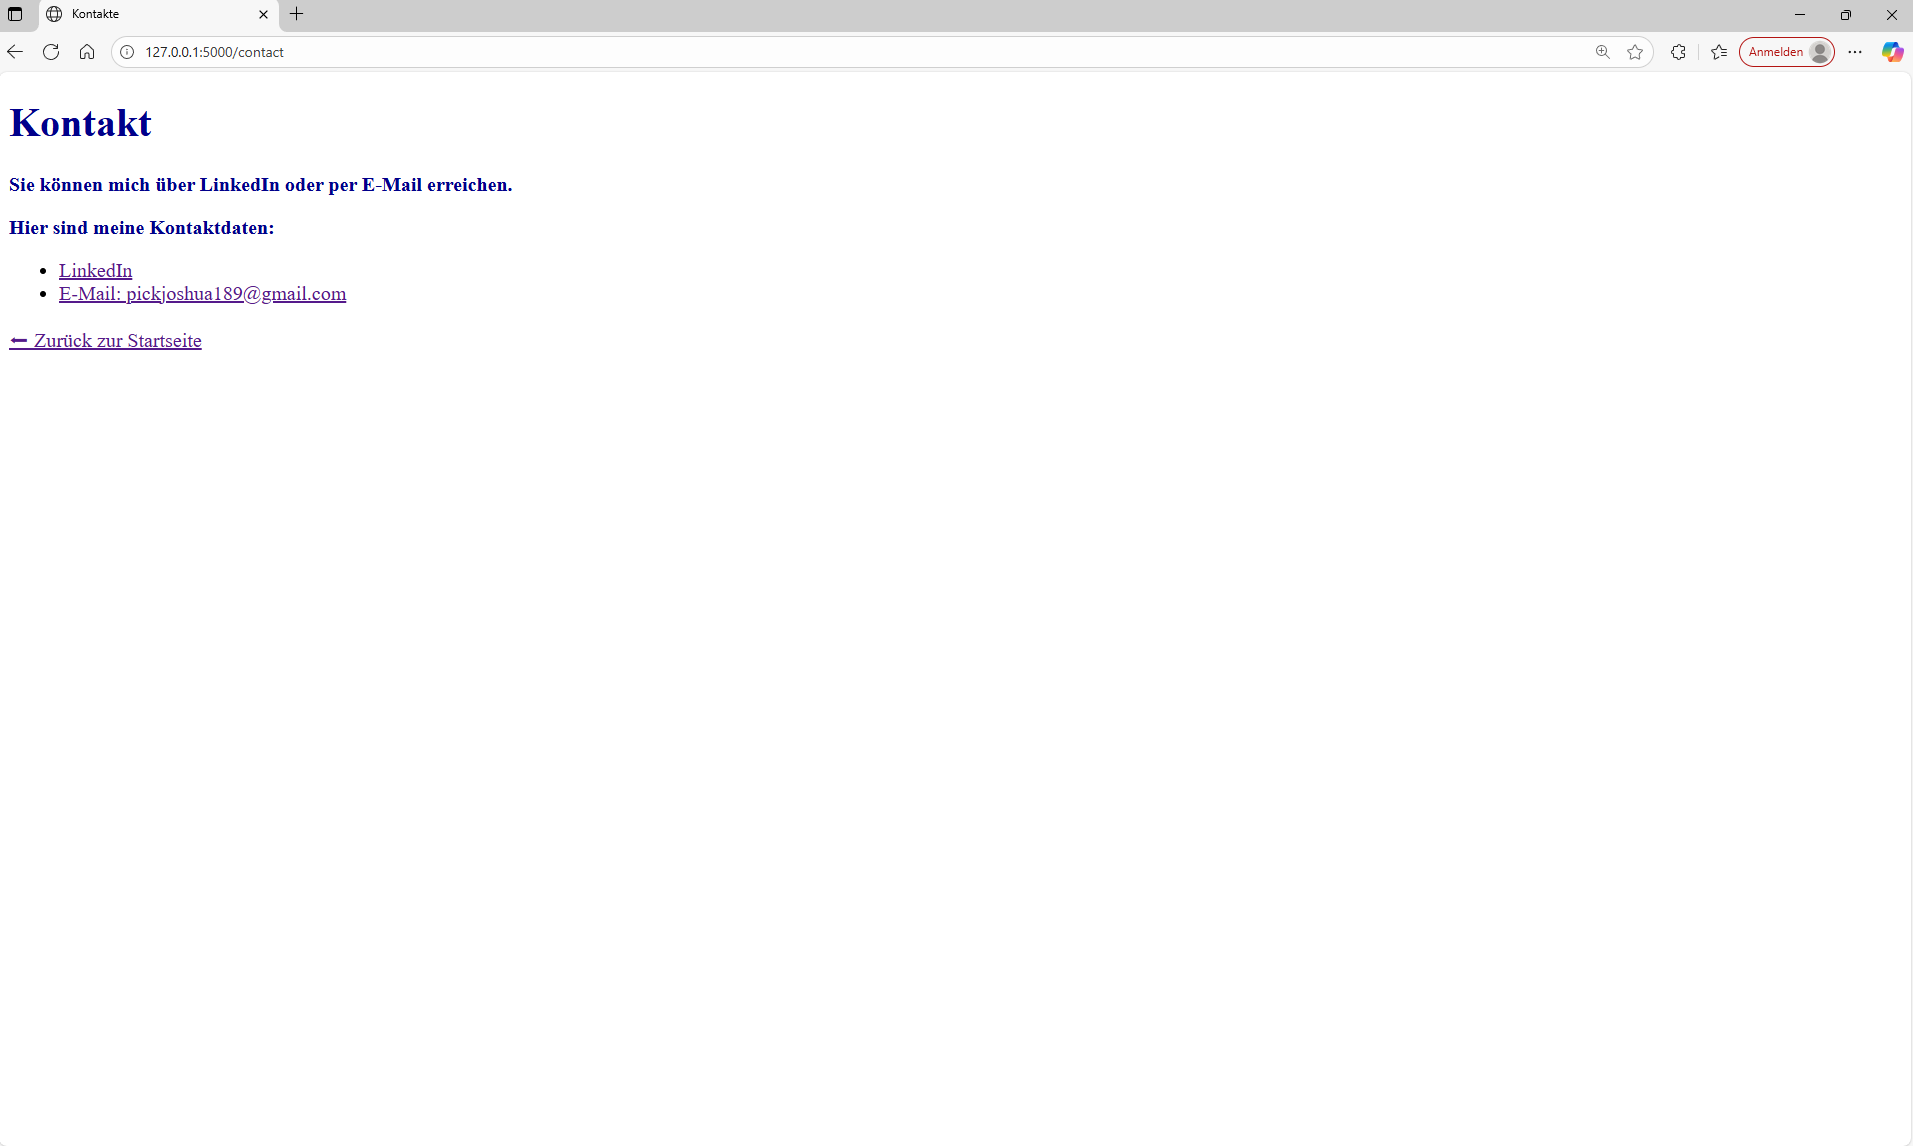 Kontakte
127.0.0.1:5000/contact
Anmelden
Kontakt
Sie können mich über LinkedIn oder per E-Mail erreichen.
Hier sind meine Kontaktdaten:
LinkedIn
E-Mail: pickjoshua189@gmail.com
← Zurück zur Startseite